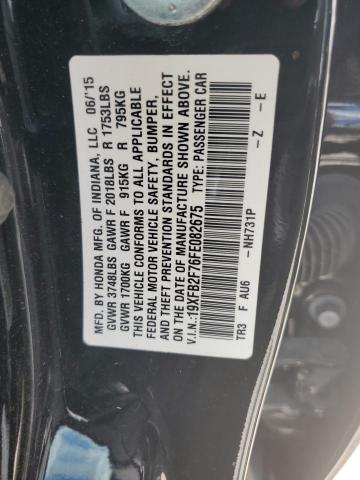 MFD. BY HONDA MFG. OF INDIANA, LLC 06/'15
GVWR 3748LBS GAWR F 2018LBS R 1753LBS
GVWR 1700KG GAWR F 915KG R 795KG
THIS VEHICLE CONFORMS TO ALL APPLICABLE
FEDERAL MOTOR VEHICLE SAFETY, BUMPER,
AND THEFT PREVENTION STANDARDS IN EFFECT
ON THE DATE OF MANUFACTURE SHOWN ABOVE.
V.I.N.:19XFB2F76FE082675 TYPE: PASSENGER CAR
TR3 F AU6 -NH731P -Z -E